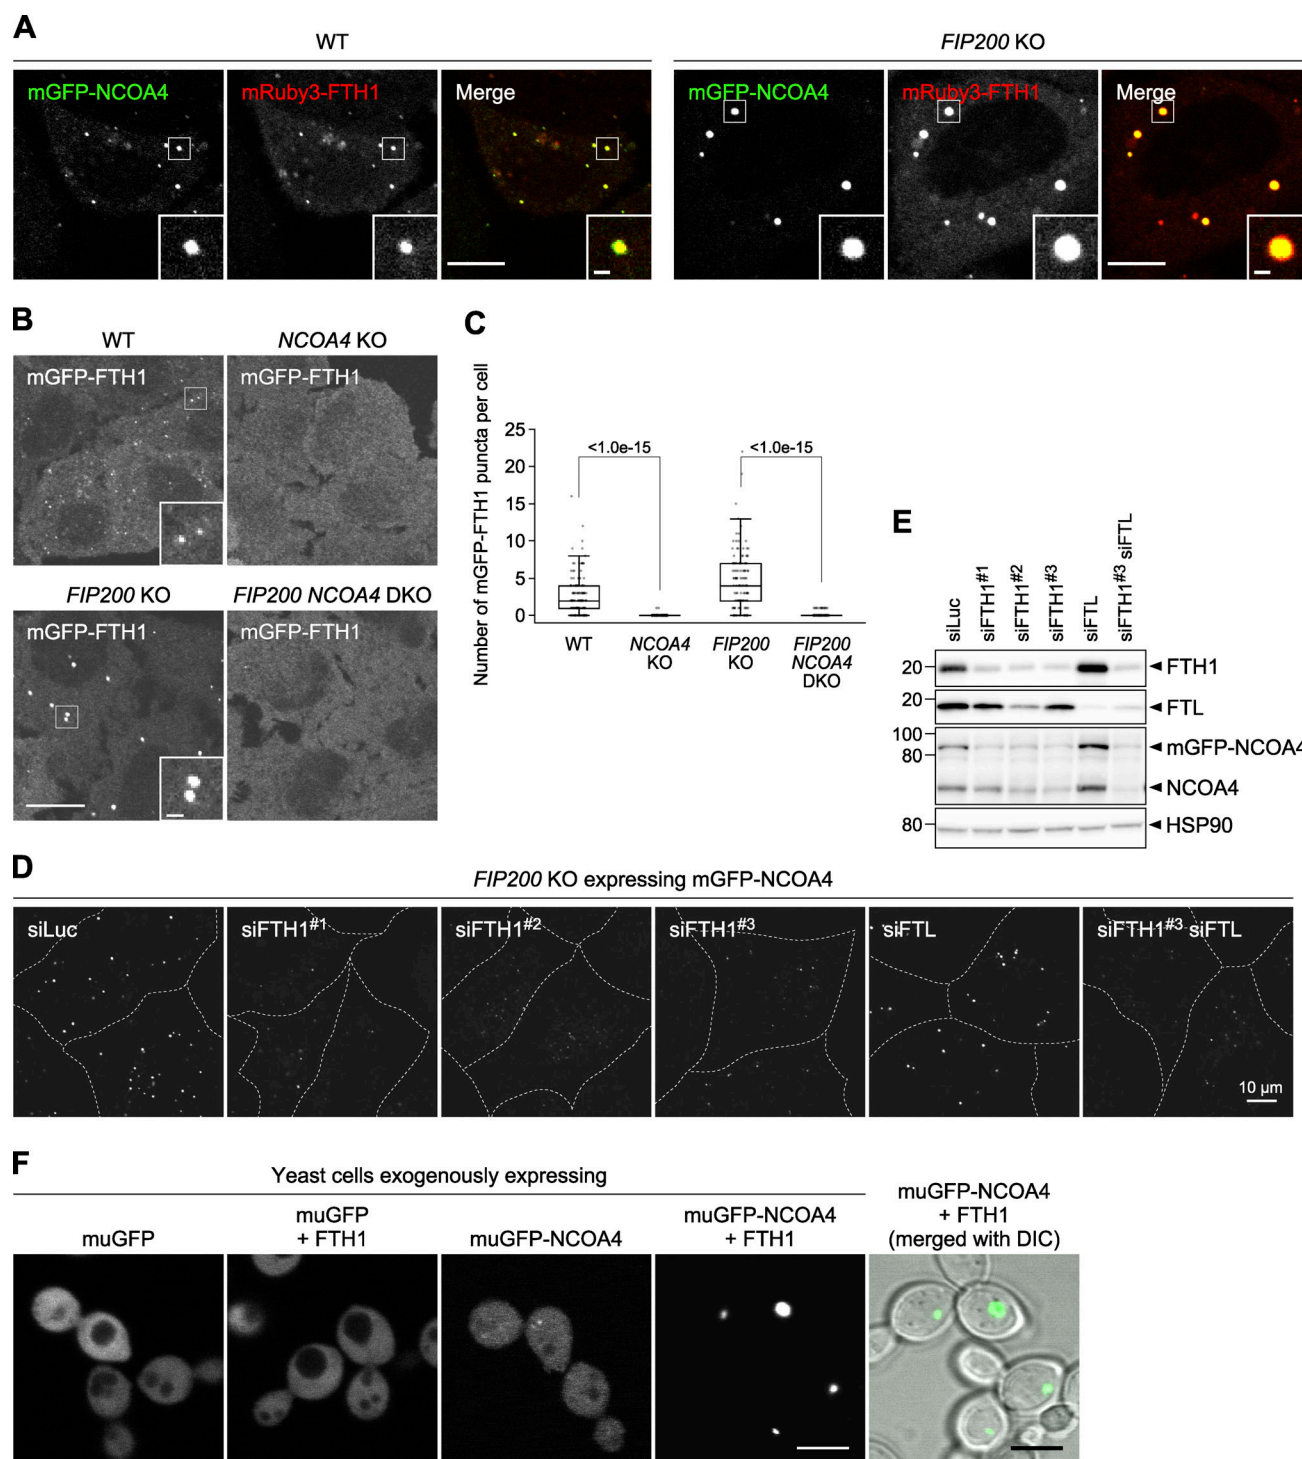 A
WT
FIP200 KO
mGFP-NCOA4
mRuby3-FTH1
Merge
mGFP-NCOA4
mRuby3-FTH1
Merge
B
WT
NCOA4 KO
mGFP-FTH1
mGFP-FTH1
FIP200 KO
FIP200 NCOA4 DKO
mGFP-FTH1
mGFP-FTH1
C
Number of mGFP-FTH1 puncta per cell
25
20
15
10
5
0
<1.0e-15
<1.0e-15
WT
NCOA4
KO
FIP200
KO
FIP200
NCOA4
DKO
E
siLuc
siFTH1#1
siFTH1#2
siFTH1#3
siFTL
siFTH1#3 siFTL
20
FTH1
20
FTL
100
80
mGFP-NCOA4
NCOA4
80
HSP90
D
FIP200 KO expressing mGFP-NCOA4
siLuc
siFTH1#1
siFTH1#2
siFTH1#3
siFTL
siFTH1#3 siFTL
10 µm
F
Yeast cells exogenously expressing
muGFP
muGFP
+ FTH1
muGFP-NCOA4
muGFP-NCOA4
+ FTH1
muGFP-NCOA4
+ FTH1
(merged with DIC)